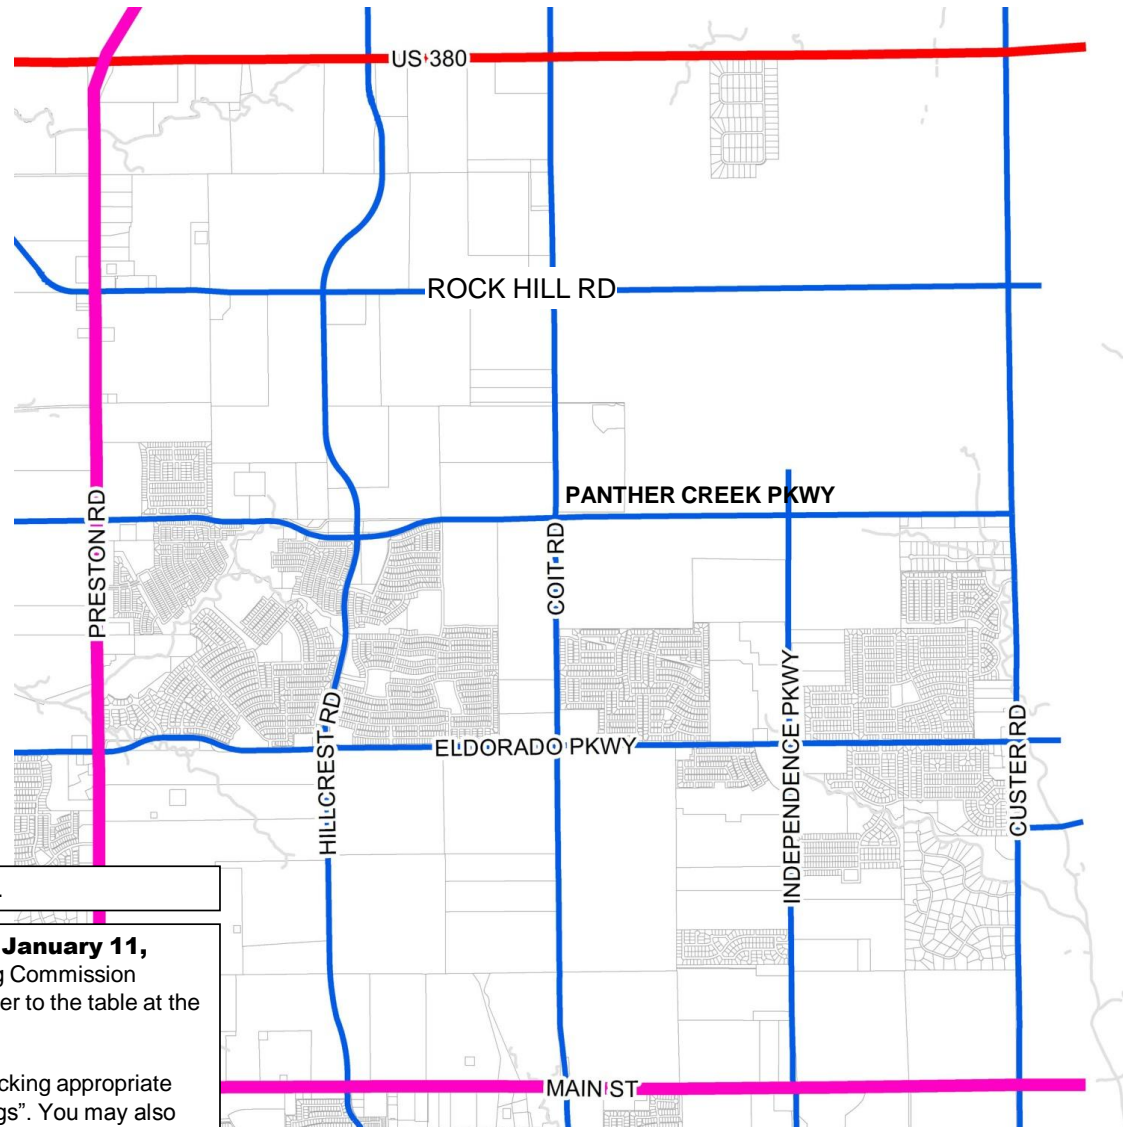 US 380
ROCK HILL RD
PANTHER CREEK PKWY
PRESTON RD
COIT RD
HILLCREST RD
ELDORADO PKWY
INDEPENDENCE PKWY
CUSTER RD
January 11,
Commission
er to the table at the
cking appropriate
gs”. You may also
MAIN ST